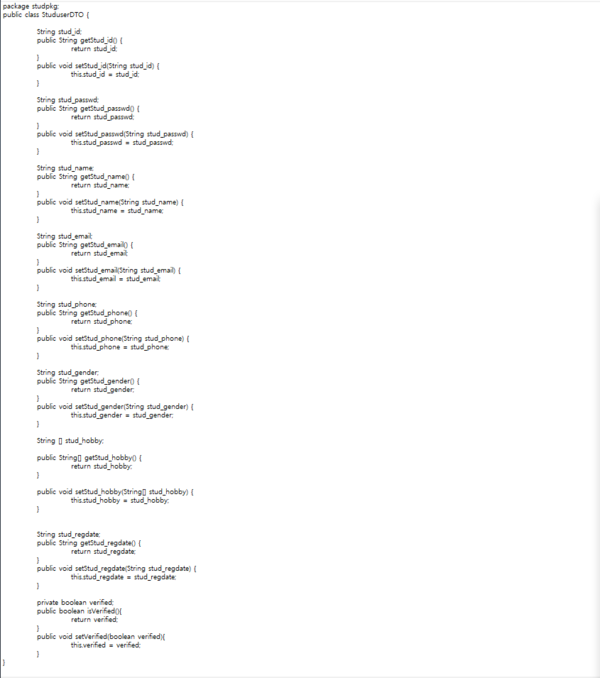 package studpkg;
public class StuduserDTO {
String stud_id;
public String getStud_id() {
return stud_id;
}
public void setStud_id(String stud_id) {
this.stud_id = stud_id;
}
String stud_passwd;
public String getStud_passwd() {
return stud_passwd;
}
public void setStud_passwd(String stud_passwd) {
this.stud_passwd = stud_passwd;
}
String stud_name;
public String getStud_name() {
return stud_name;
}
public void setStud_name(String stud_name) {
this.stud_name = stud_name;
}
String stud_email;
public String getStud_email() {
return stud_email;
}
public void setStud_email(String stud_email) {
this.stud_email = stud_email;
}
String stud_phone;
public String getStud_phone() {
return stud_phone;
}
public void setStud_phone(String stud_phone) {
this.stud_phone = stud_phone;
}
String stud_gender;
public String getStud_gender() {
return stud_gender;
}
public void setStud_gender(String stud_gender) {
this.stud_gender = stud_gender;
}
String [] stud_hobby;
public String[] getStud_hobby() {
return stud_hobby;
}
public void setStud_hobby(String[] stud_hobby) {
this.stud_hobby = stud_hobby;
}
String stud_regdate;
public String getStud_regdate() {
return stud_regdate;
}
public void setStud_regdate(String stud_regdate) {
this.stud_regdate = stud_regdate;
}
private boolean verified;
public boolean isVerified(){
return verified;
}
public void setVerified(boolean verified){
this.verified = verified;
}
}